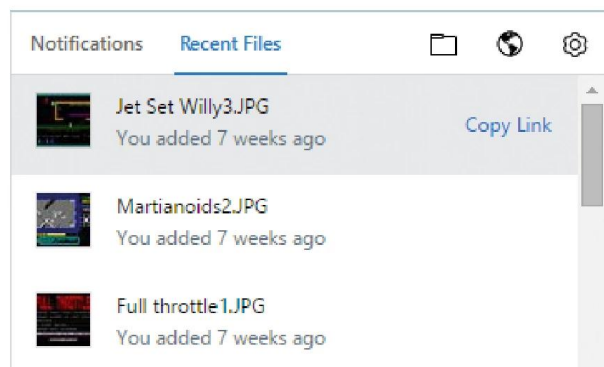 Notifications Recent Files
Jet Set Willy3.JPG
You added 7 weeks ago
Copy Link
Martianoids2.JPG
You added 7 weeks ago
Full throttle1.JPG
You added 7 weeks ago